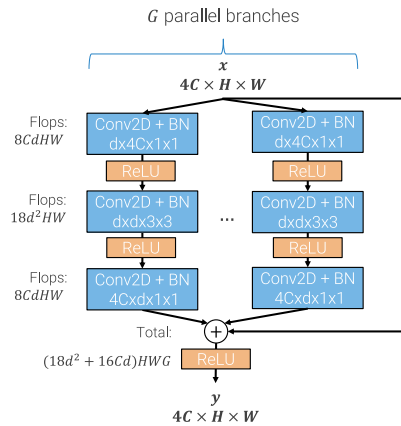 G parallel branches
x
4C × H × W
Flops:
8CdHW
Conv2D + BN
dx4Cx1x1
Conv2D + BN
dx4Cx1x1
ReLU
ReLU
Flops:
18d²HW
Conv2D + BN
dxdx3x3
...
Conv2D + BN
dxdx3x3
ReLU
ReLU
Flops:
8CdHW
Conv2D + BN
4Cxdx1x1
Conv2D + BN
4Cxdx1x1
Total:
+
(18d² + 16Cd)HWG
ReLU
y
4C × H × W